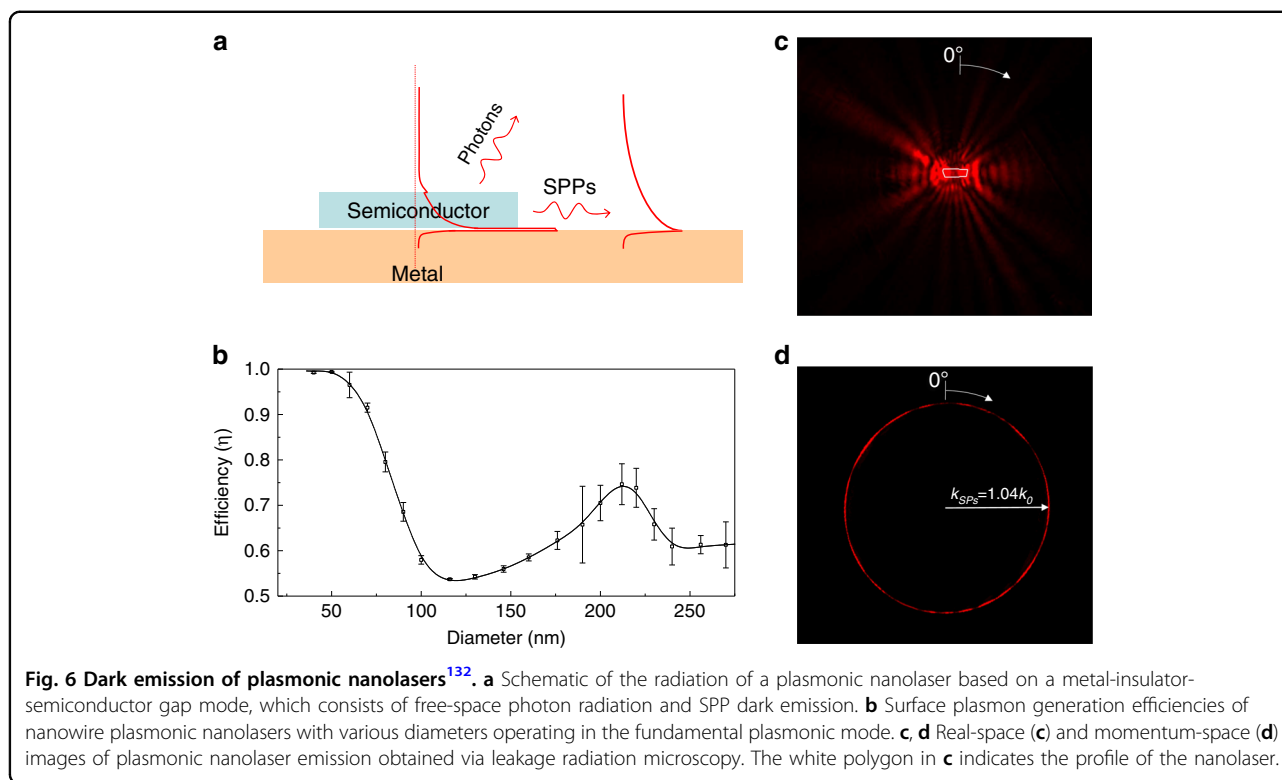 a
Photons
SPPs
Semiconductor
Metal
b
1.0
0.9
0.8
0.7
0.6
0.5
Efficiency (η)
50
100
150
200
250
Diameter (nm)
c
0°
d
0°
kSPs=1.04k0
Fig. 6 Dark emission of plasmonic nanolasers132. a Schematic of the radiation of a plasmonic nanolaser based on a metal-insulator-
semiconductor gap mode, which consists of free-space photon radiation and SPP dark emission. b Surface plasmon generation efficiencies of
nanowire plasmonic nanolasers with various diameters operating in the fundamental plasmonic mode. c, d Real-space (c) and momentum-space (d)
images of plasmonic nanolaser emission obtained via leakage radiation microscopy. The white polygon in c indicates the profile of the nanolaser.